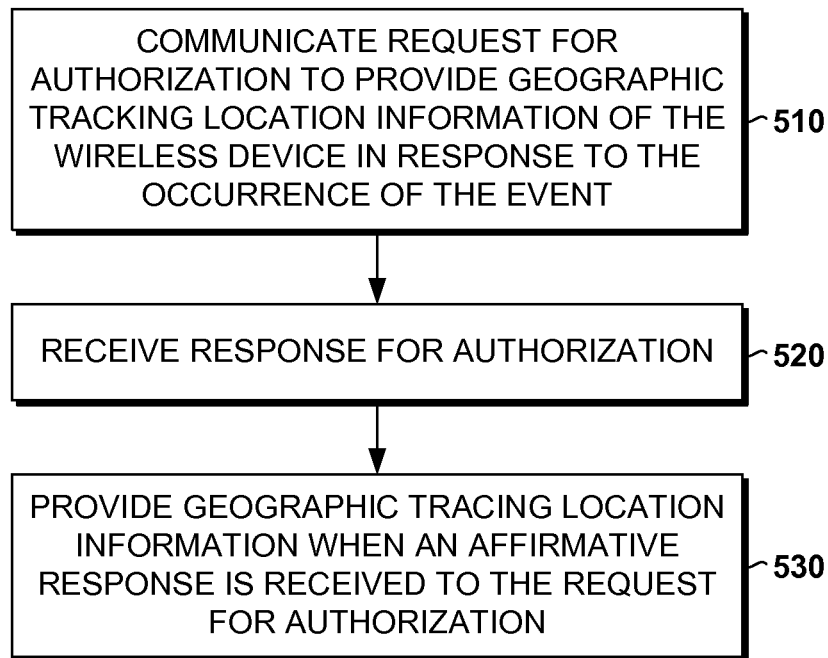 COMMUNICATE REQUEST FOR
AUTHORIZATION TO PROVIDE GEOGRAPHIC
TRACKING LOCATION INFORMATION OF THE
WIRELESS DEVICE IN RESPONSE TO THE
OCCURRENCE OF THE EVENT
510
RECEIVE RESPONSE FOR AUTHORIZATION
520
PROVIDE GEOGRAPHIC TRACING LOCATION
INFORMATION WHEN AN AFFIRMATIVE
RESPONSE IS RECEIVED TO THE REQUEST
FOR AUTHORIZATION
530